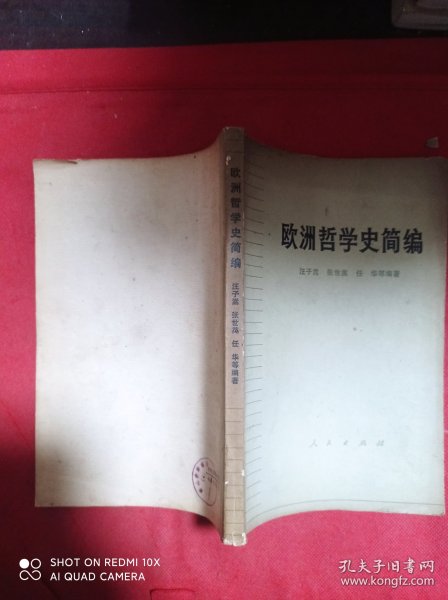 欧洲哲学史简编
汪子嵩 张世英 任 华等编著
人民出版社
欧洲哲学史简编
汪子嵩 张世英 任 华等编著
SHOT ON REDMI 10X
AI QUAD CAMERA
孔夫子旧书网
www.kongfz.com